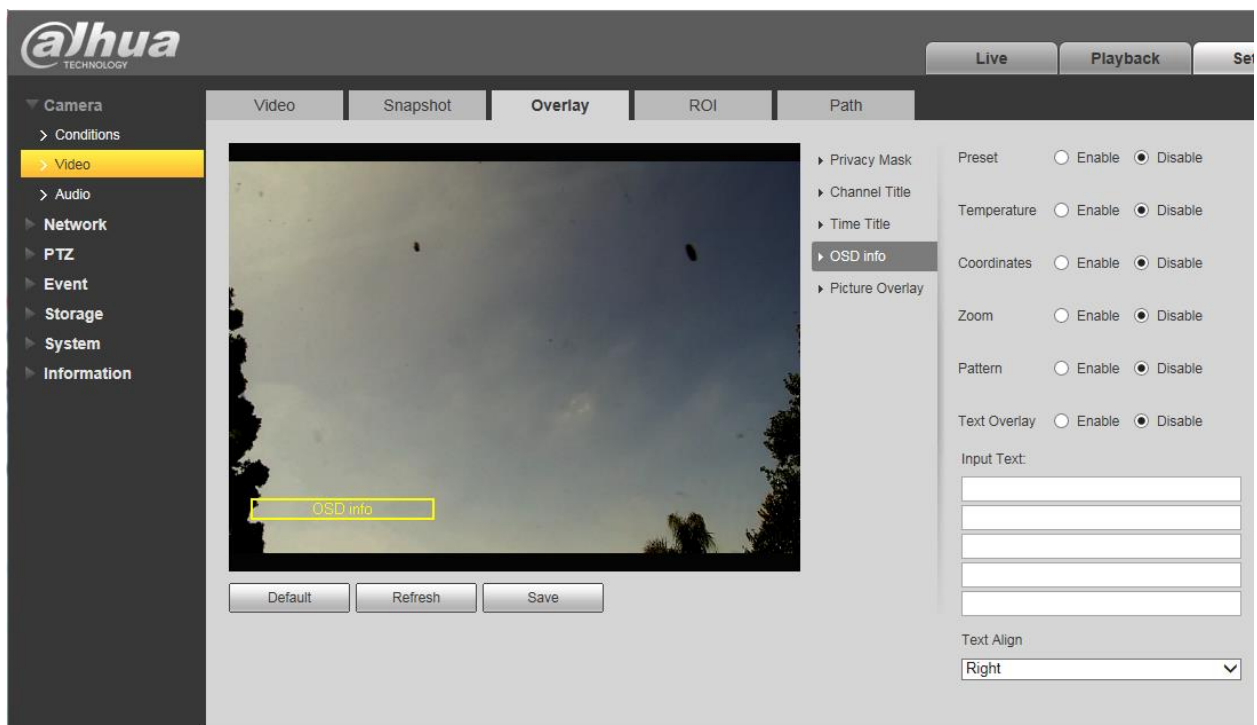 alhua
TECHNOLOGY
Live
Playback
Set
Camera
Conditions
Video
Audio
Network
PTZ
Event
Storage
System
Information
Video
Snapshot
Overlay
ROI
Path
OSD info
Default
Refresh
Save
Privacy Mask
Channel Title
Time Title
OSD info
Picture Overlay
Preset Enable Disable
Temperature Enable Disable
Coordinates Enable Disable
Zoom Enable Disable
Pattern Enable Disable
Text Overlay Enable Disable
Input Text:
Text Align
Right